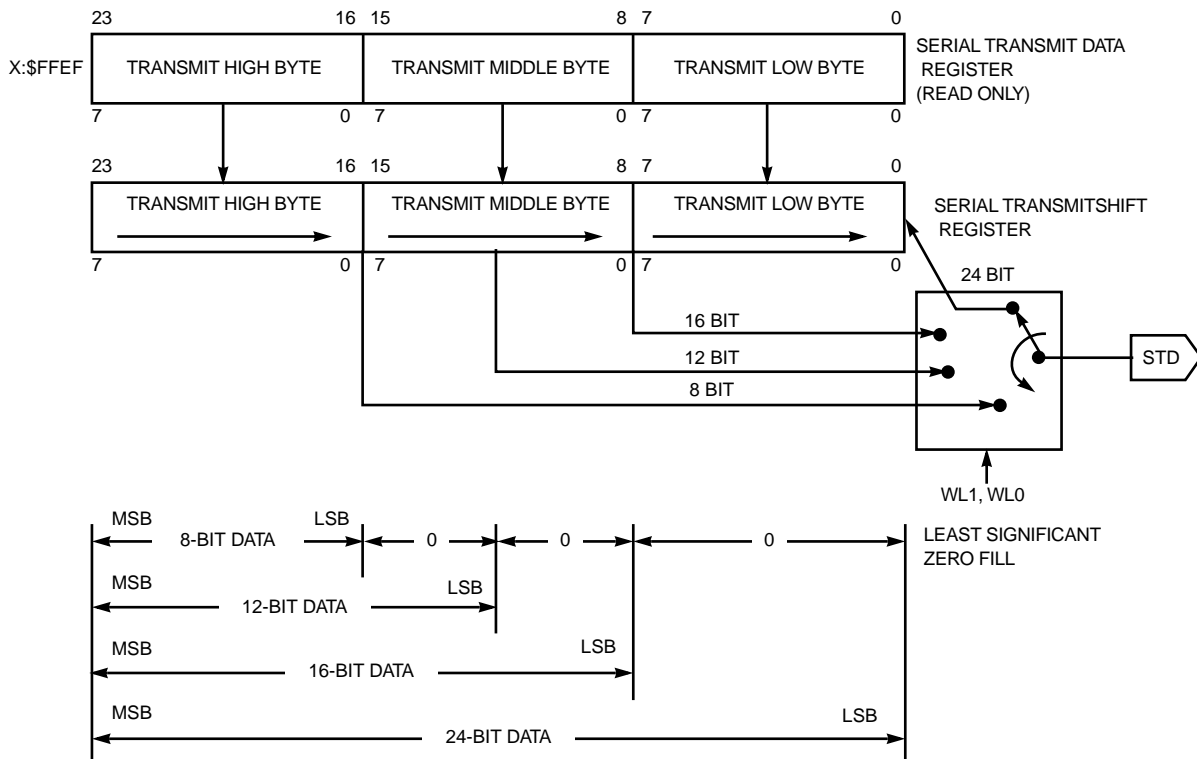 23 16 15 8 7 0
X:$FFEF TRANSMIT HIGH BYTE TRANSMIT MIDDLE BYTE TRANSMIT LOW BYTE
SERIAL TRANSMIT DATA
REGISTER
(READ ONLY)
7 0 7 0 7 0
23 16 15 8 7 0
TRANSMIT HIGH BYTE TRANSMIT MIDDLE BYTE TRANSMIT LOW BYTE
SERIAL TRANSMITSHIFT
REGISTER
7 0 7 0 7 0
24 BIT
16 BIT
12 BIT
8 BIT
STD
WL1, WL0
MSB LSB
8-BIT DATA 0 0 0
LEAST SIGNIFICANT
ZERO FILL
MSB LSB
12-BIT DATA
MSB LSB
16-BIT DATA
MSB LSB
24-BIT DATA